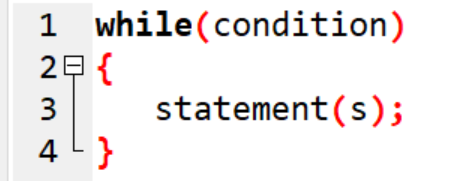 1 while(condition)
2 {
3 statement(s);
4 }